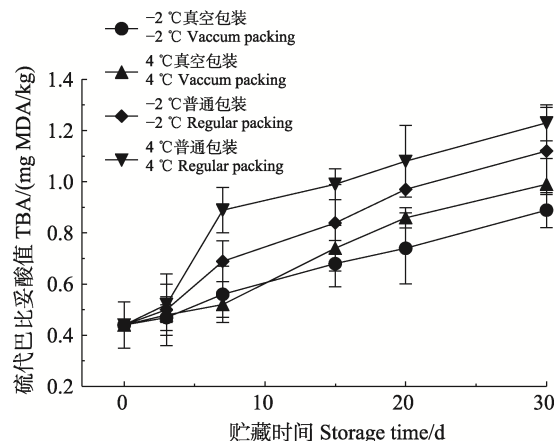 −2 ℃真空包装
−2 ℃ Vaccum packing
4 ℃真空包装
4 ℃ Vaccum packing
−2 ℃普通包装
−2 ℃ Regular packing
4 ℃普通包装
4 ℃ Regular packing
硫代巴比妥酸值 TBA/(mg MDA/kg)
1.4
1.2
1.0
0.8
0.6
0.4
0.2
0
10
20
30
贮藏时间 Storage time/d